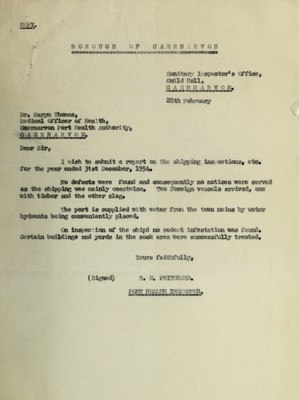 COPY.
BOROUGH OF CAERNARVON
Sanitary Inspector's Office,
Guild Hall,
CAERNARVON.
28th February
Dr. Caryn Thomas,
Medical Officer of Health,
Caernarvon Port Health Authority,
CAERNARVON.
Dear Sir,
I wish to submit a report on the shipping inspections, etc.
for the year ended 31st December, 1954.
No defects were found and consequently no notices were served
as the shipping was mainly coastwise. Two foreign vessels arrived, one
with timber and the other slag.
The port is supplied with water from the town mains by water
hydrants being conveniently placed.
On inspection of the ships no rodent infestation was found.
Certain buildings and yards in the dock area were successfully treated.
Yours faithfully,
(Signed)
PORT HEALTH INSPECTOR.